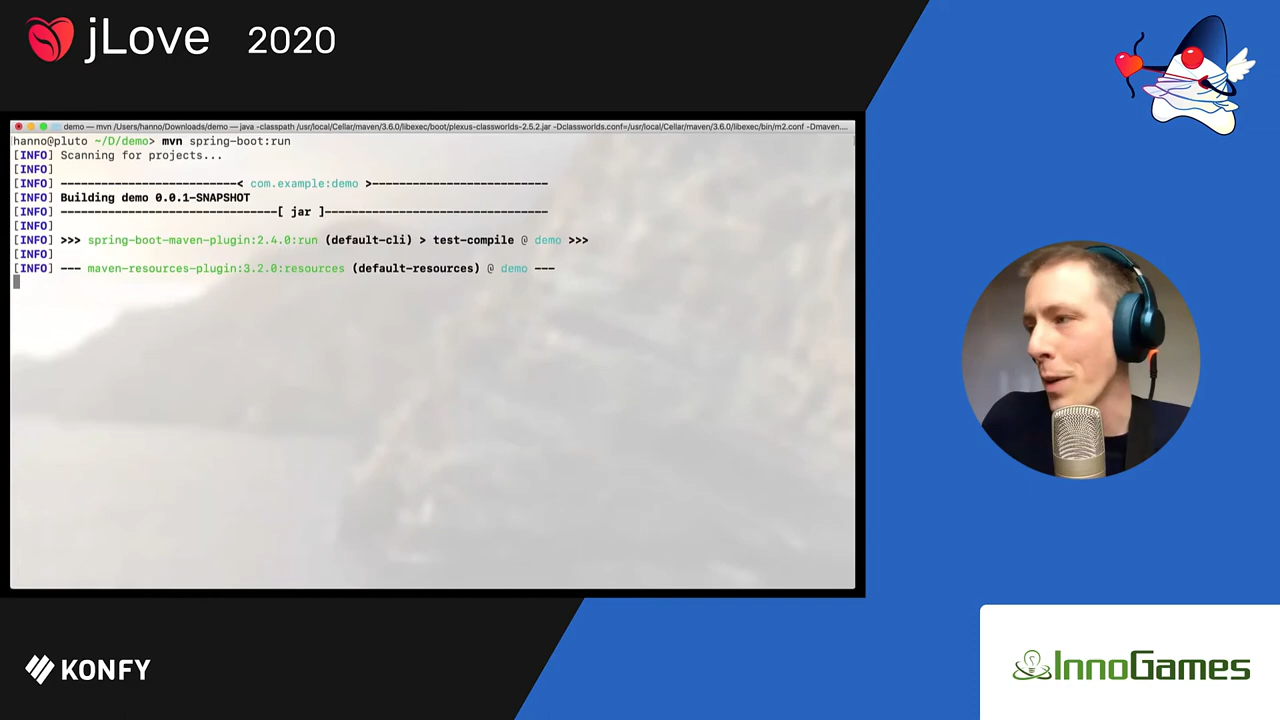 jLove 2020
demo — mvn /Users/hanno/Downloads/demo — java -classpath /usr/local/Cellar/maven/3.6.0/libexec/boot/plexus-classworlds-2.5.2.jar -Dclassworlds.conf=/usr/local/Cellar/maven/3.6.0/libexec/bin/m2.conf -Dmaven....
hanno@pluto ~/D/demo> mvn spring-boot:run
[INFO] Scanning for projects...
[INFO]
[INFO] --------------------------< com.example:demo >--------------------------
[INFO] Building demo 0.0.1-SNAPSHOT
[INFO] --------------------------------[ jar ]---------------------------------
[INFO]
[INFO] >>> spring-boot-maven-plugin:2.4.0:run (default-cli) > test-compile @ demo >>>
[INFO]
[INFO] --- maven-resources-plugin:3.2.0:resources (default-resources) @ demo ---
KONFY
InnoGames